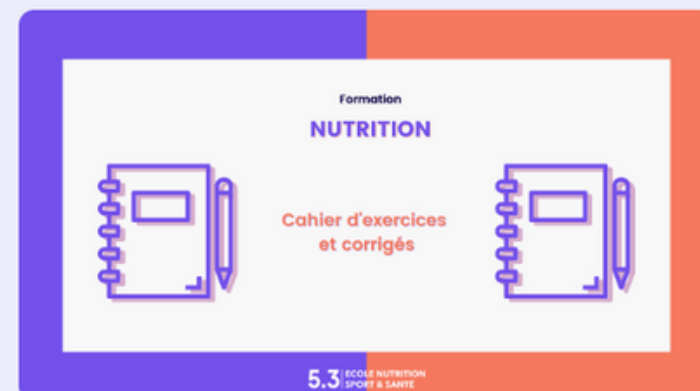 Formation
NUTRITION
Cahier d'exercices
et corrigés
5.3 ECOLE NUTRITION
SPORT & SANTÉ